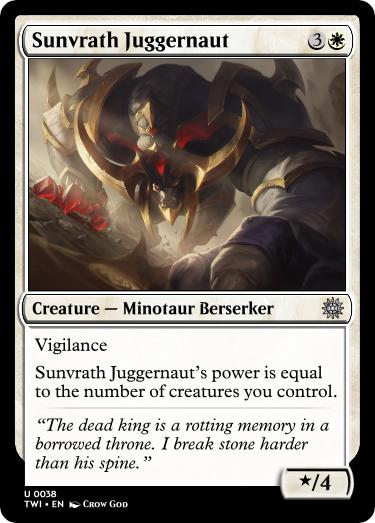 Sunvrath Juggernaut 3
Creature — Minotaur Berserker
Vigilance
Sunvrath Juggernaut's power is equal
to the number of creatures you control.
“The dead king is a rotting memory in a
borrowed throne. I break stone harder
than his spine.”
★/4
U 0038
TWI • EN Crow God